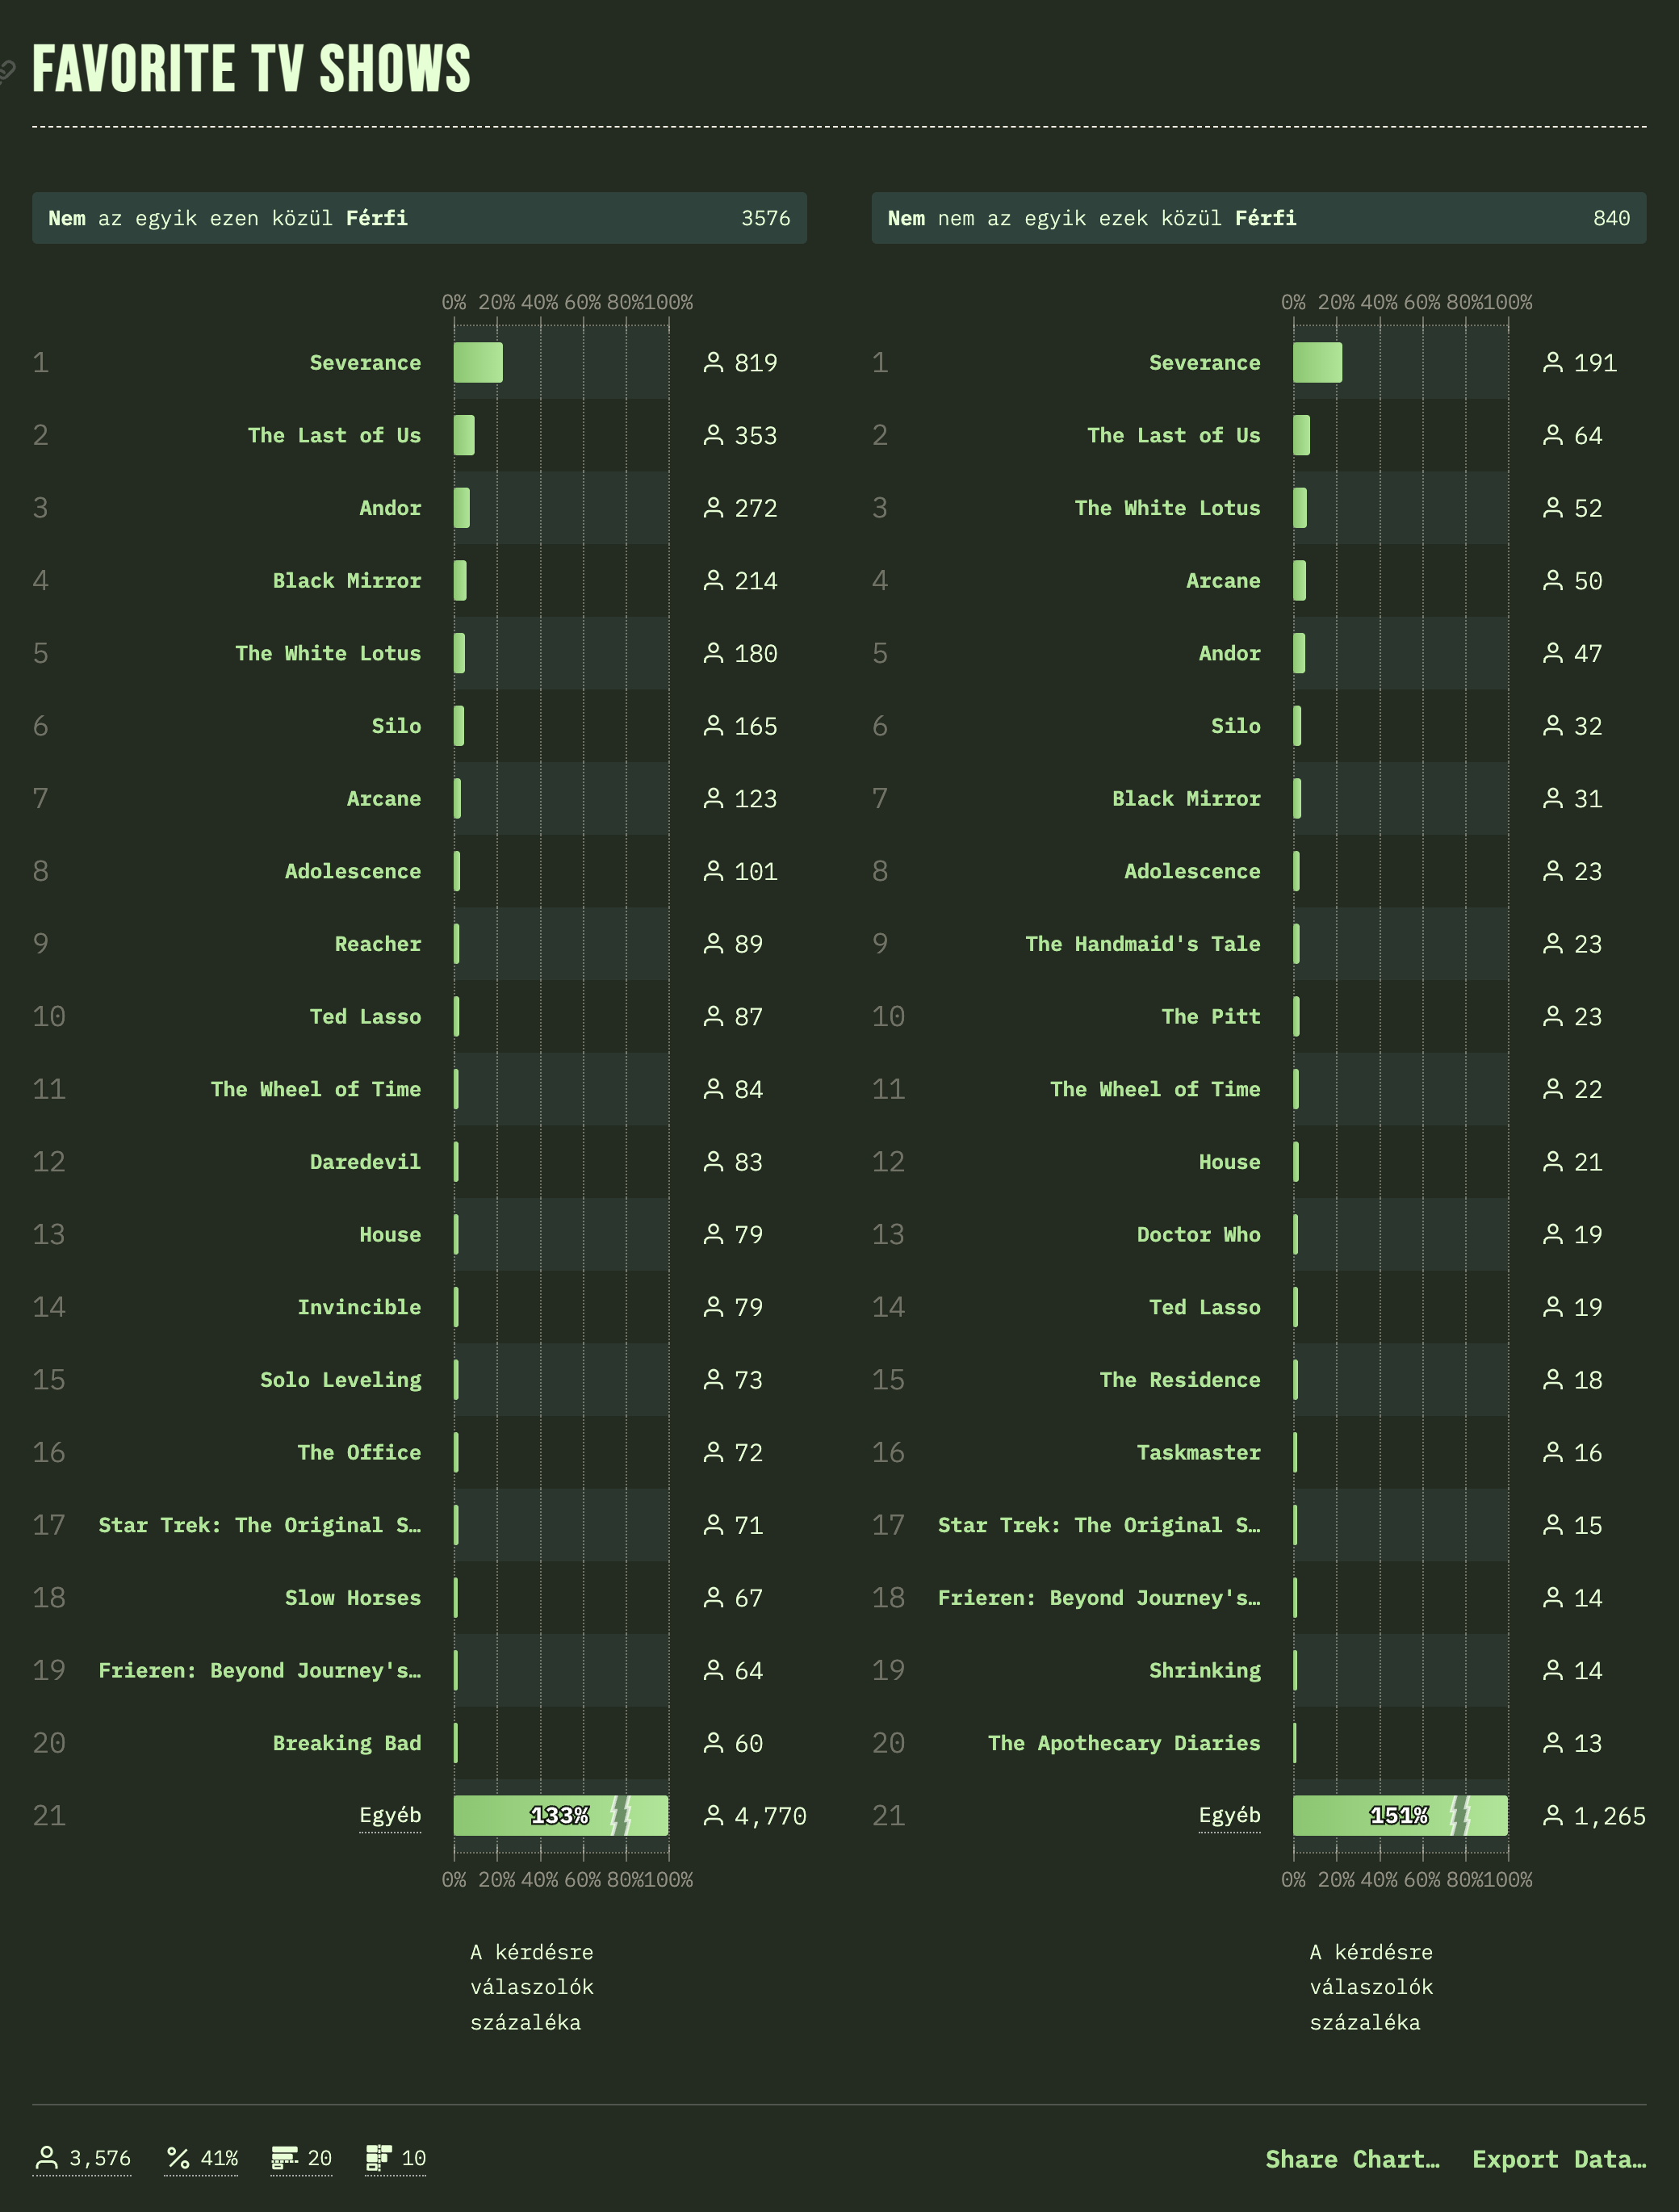 FAVORITE TV SHOWS
Nem az egyik ezen közül Férfi 3576
0% 20% 40% 60% 80% 100%
1 Severance 819
2 The Last of Us 353
3 Andor 272
4 Black Mirror 214
5 The White Lotus 180
6 Silo 165
7 Arcane 123
8 Adolescence 101
9 Reacher 89
10 Ted Lasso 87
11 The Wheel of Time 84
12 Daredevil 83
13 House 79
14 Invincible 79
15 Solo Leveling 73
16 The Office 72
17 Star Trek: The Original S… 71
18 Slow Horses 67
19 Frieren: Beyond Journey's… 64
20 Breaking Bad 60
21 Egyéb 133% 4,770
0% 20% 40% 60% 80% 100%
A kérdésre
válaszolók
százaléka
Nem nem az egyik ezek közül Férfi 840
0% 20% 40% 60% 80% 100%
1 Severance 191
2 The Last of Us 64
3 The White Lotus 52
4 Arcane 50
5 Andor 47
6 Silo 32
7 Black Mirror 31
8 Adolescence 23
9 The Handmaid's Tale 23
10 The Pitt 23
11 The Wheel of Time 22
12 House 21
13 Doctor Who 19
14 Ted Lasso 19
15 The Residence 18
16 Taskmaster 16
17 Star Trek: The Original S… 15
18 Frieren: Beyond Journey's… 14
19 Shrinking 14
20 The Apothecary Diaries 13
21 Egyéb 151% 1,265
0% 20% 40% 60% 80% 100%
A kérdésre
válaszolók
százaléka
3,576 41% 20 10 Share Chart… Export Data…